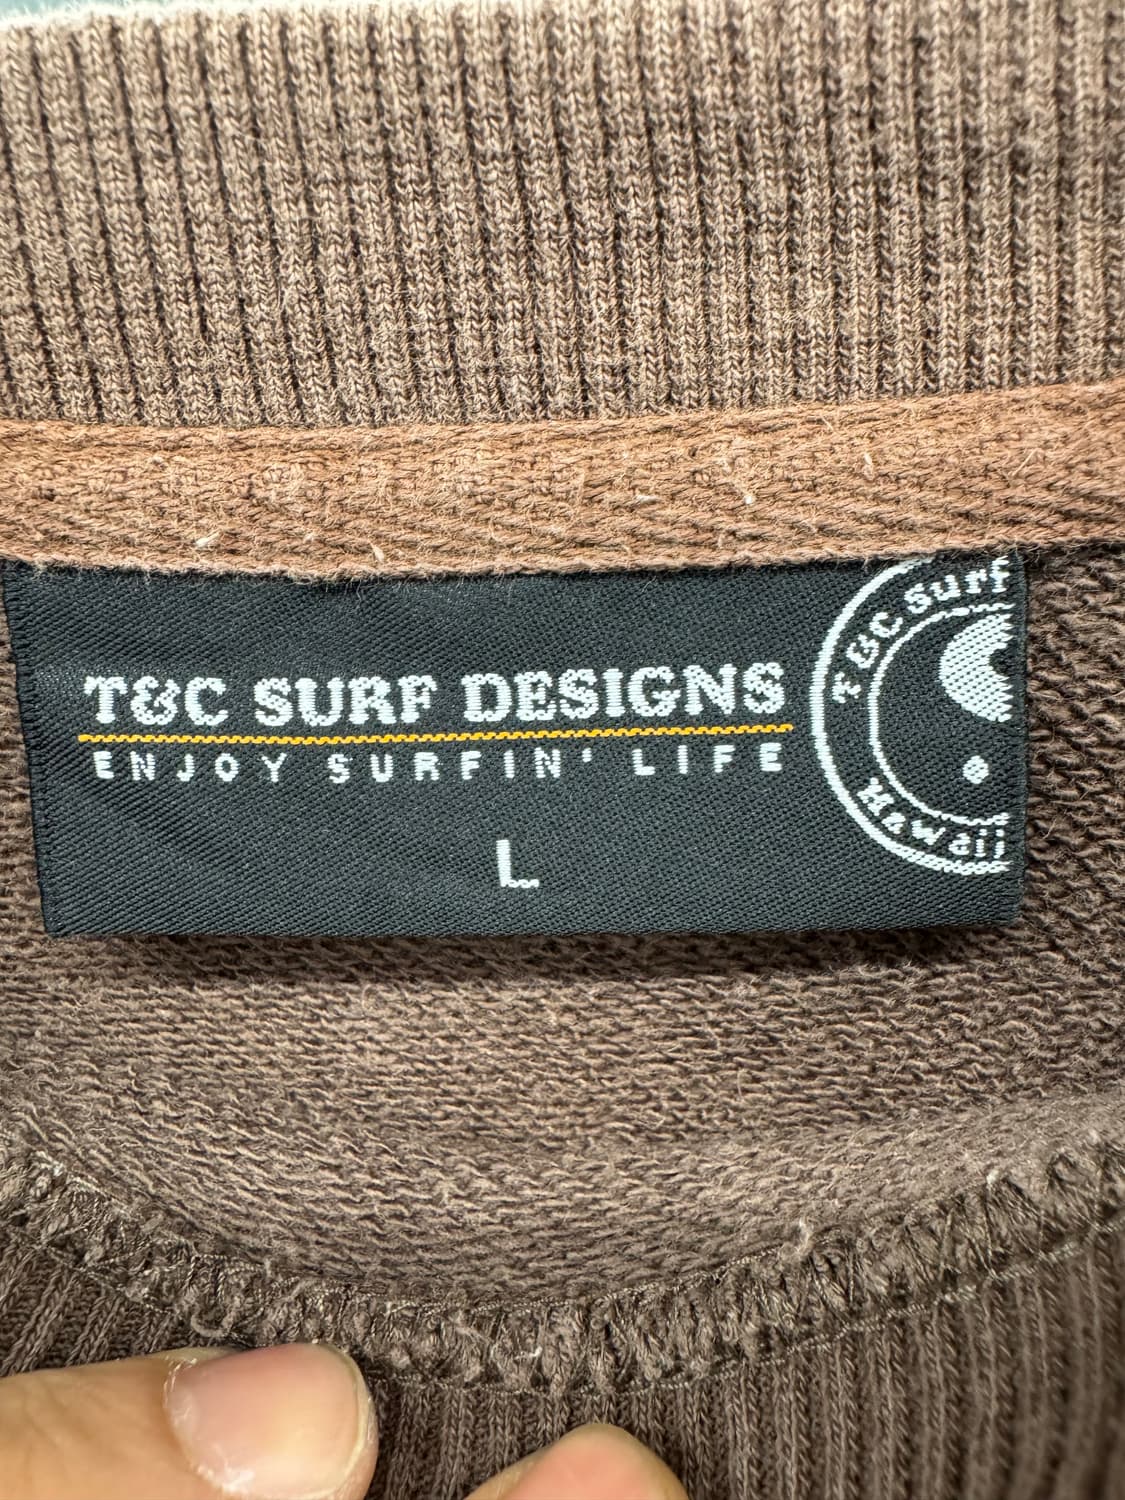 T&C SURF DESIGNS
ENJOY SURFIN' LIFE
L
T&C Surf
Hawaii